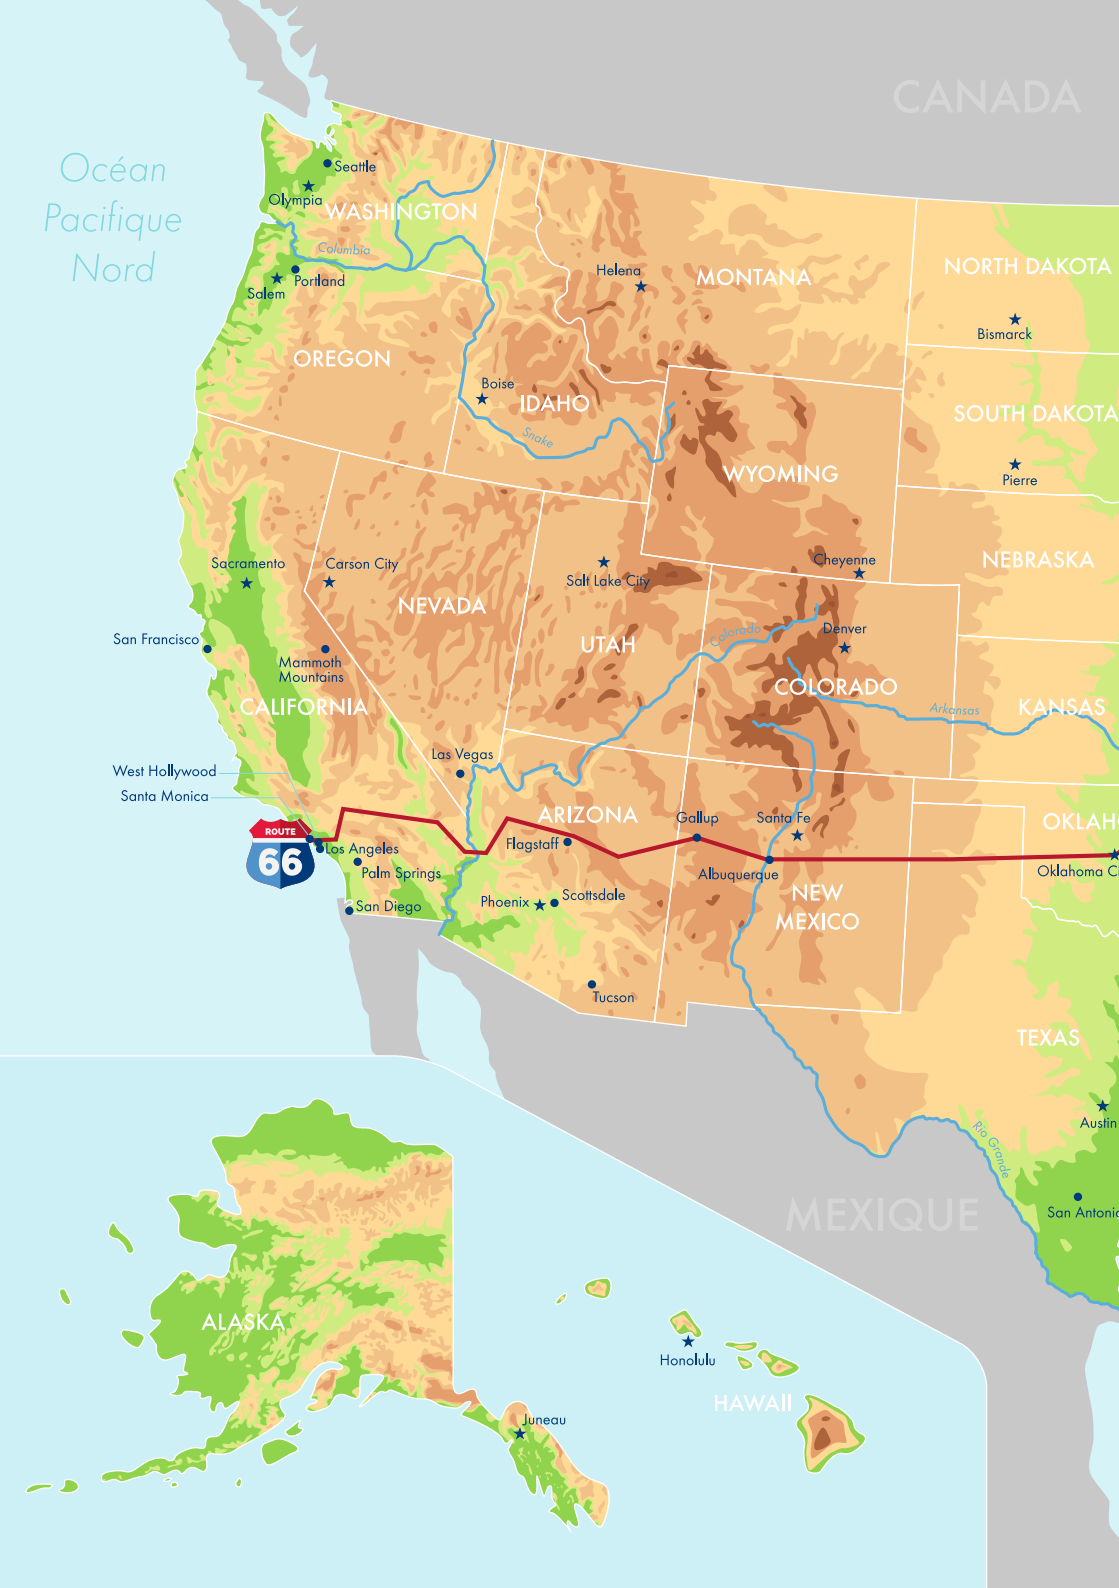 CANADA
Océan
Pacifique
Nord
Seattle
Olympia
WASHINGTON
Columbia
Portland
Salem
Helena
MONTANA
NORTH DAKOTA
Bismarck
OREGON
Boise
IDAHO
Snake
SOUTH DAKOTA
Pierre
WYOMING
Sacramento
Carson City
Salt Lake City
Cheyenne
NEBRASKA
NEVADA
San Francisco
UTAH
Colorado
Denver
Mammoth
Mountains
COLORADO
CALIFORNIA
Arkansas
KANSAS
Las Vegas
West Hollywood
Santa Monica
ARIZONA
Gallup
Santa Fe
OKLAHO
ROUTE
66
Los Angeles
Flagstaff
Palm Springs
Albuquerque
Oklahoma C
NEW
MEXICO
San Diego
Phoenix
Scottsdale
Tucson
TEXAS
Austin
Rio Grande
San Antonio
MEXIQUE
ALASKA
Honolulu
HAWAII
Juneau